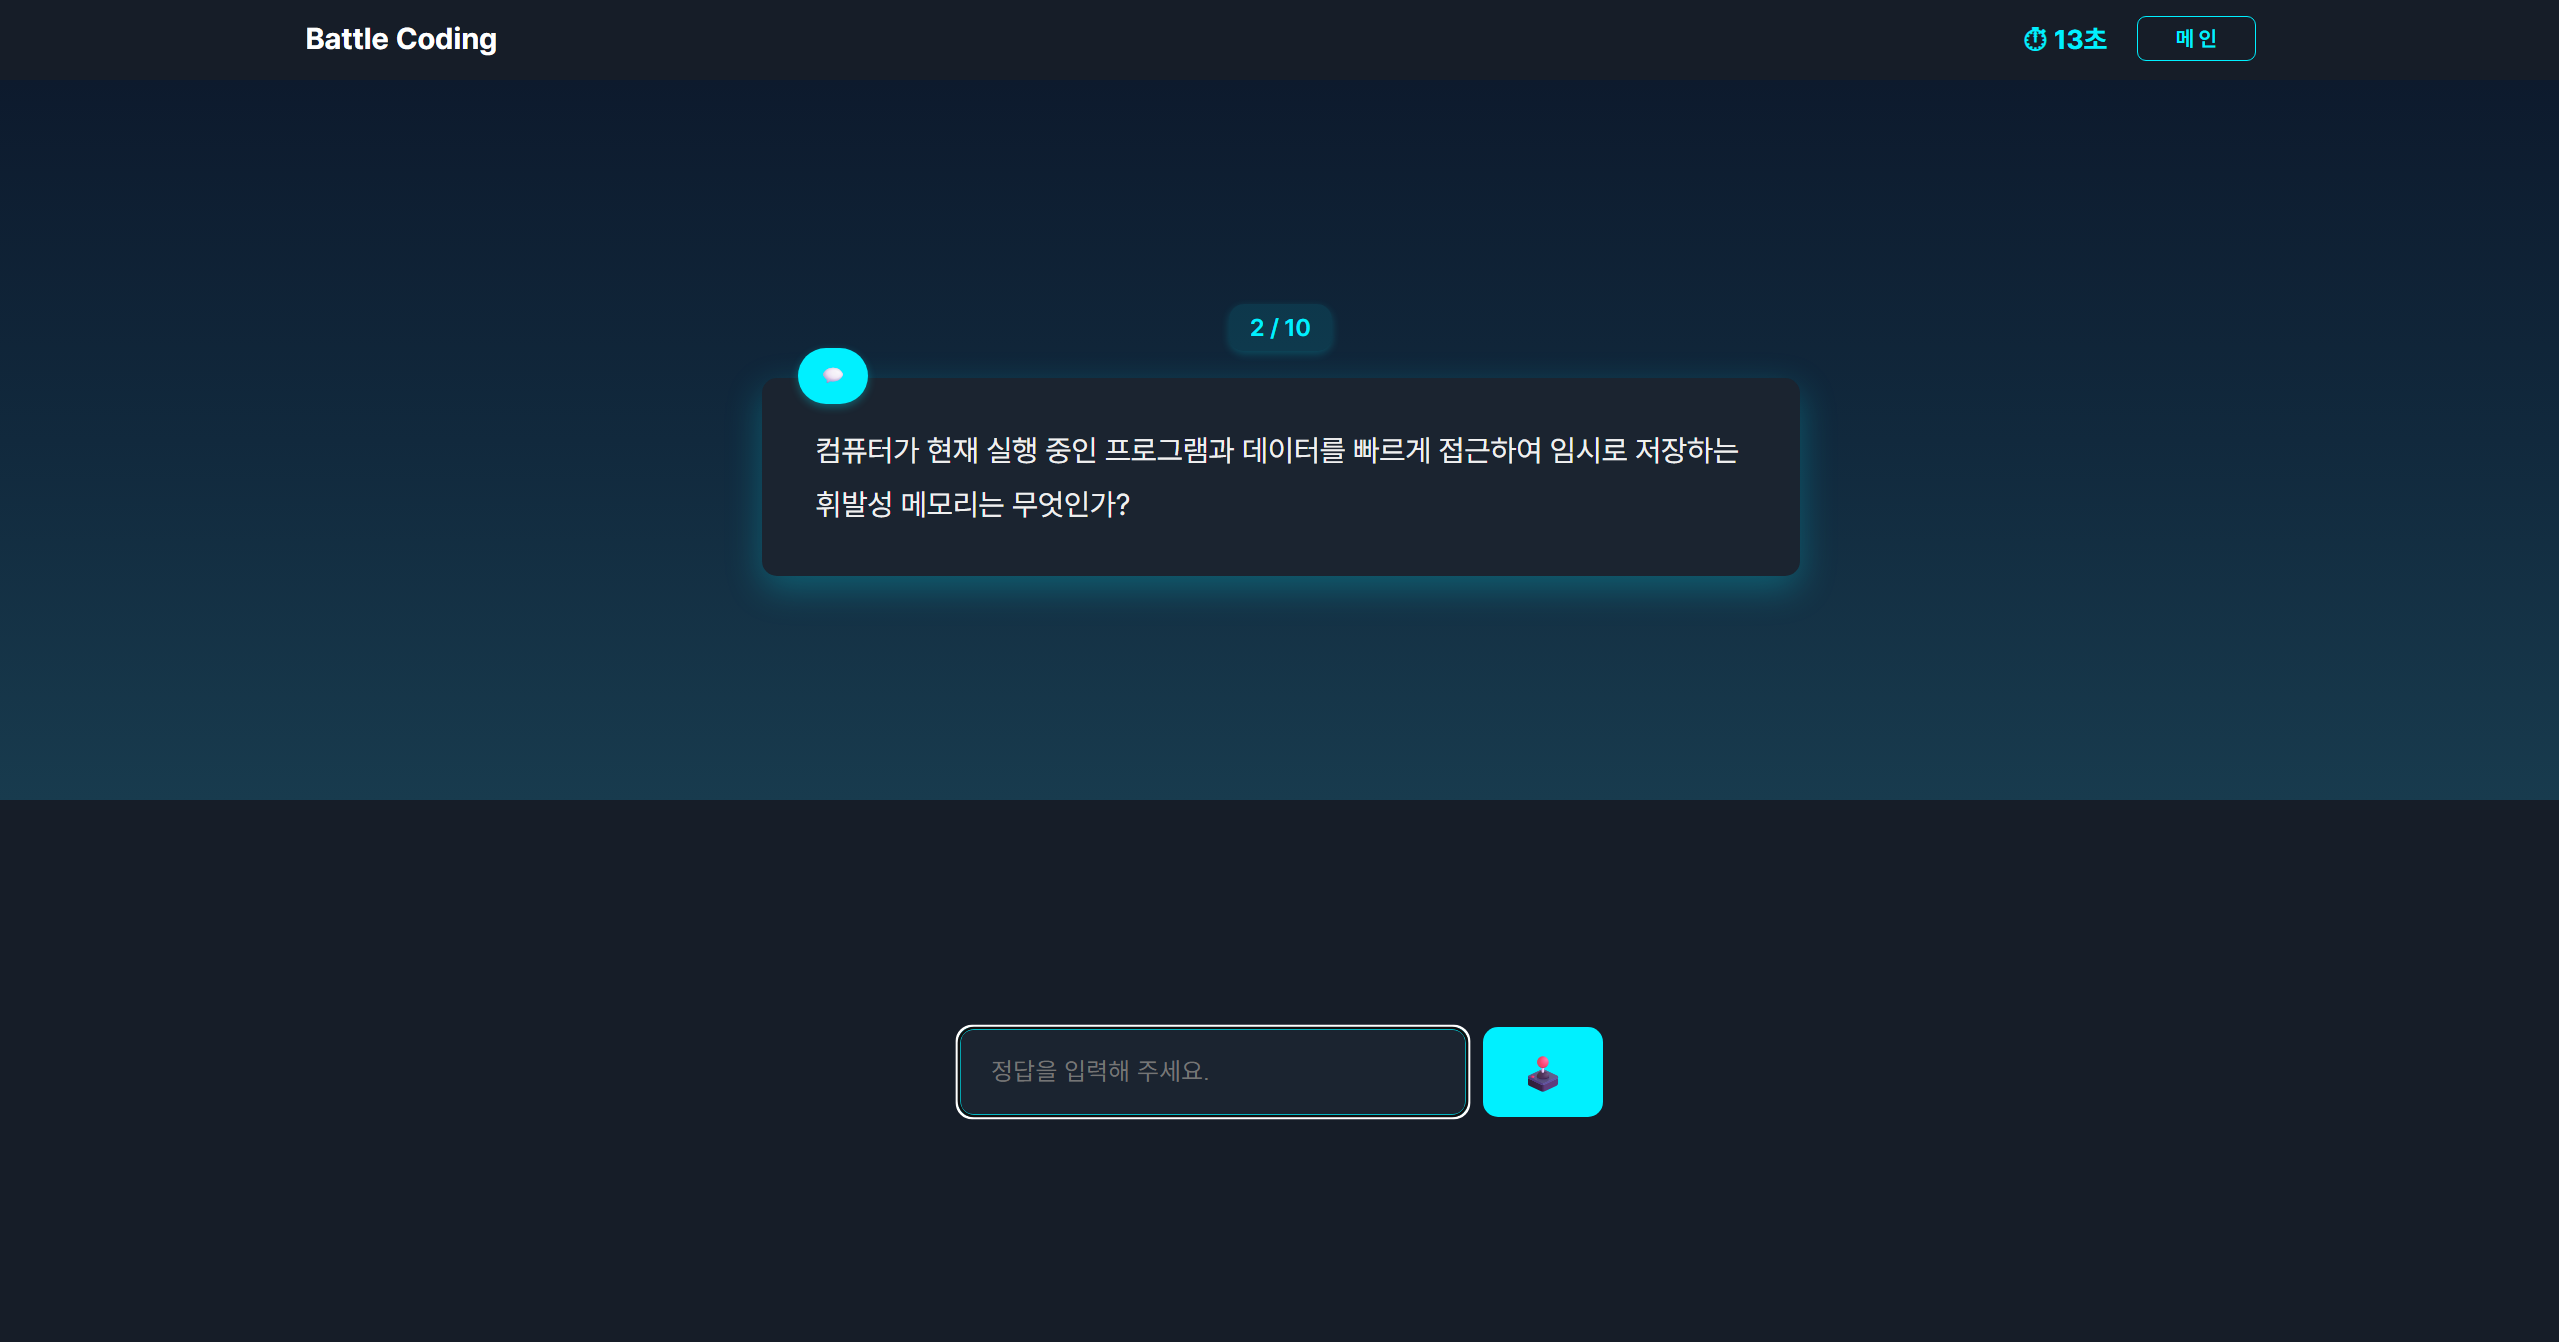 Battle Coding
⏱ 13초
메인
2 / 10
컴퓨터가 현재 실행 중인 프로그램과 데이터를 빠르게 접근하여 임시로 저장하는
휘발성 메모리는 무엇인가?
정답을 입력해 주세요.